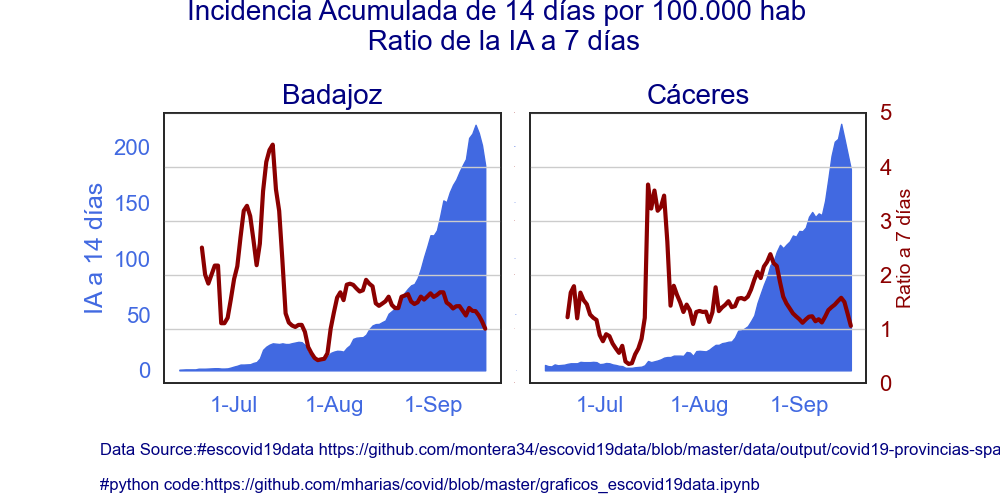 Incidencia Acumulada de 14 días por 100.000 hab
Ratio de la IA a 7 días
Badajoz
Cáceres
IA a 14 días
200
150
100
50
0
5
4
3
2
1
0
Ratio a 7 días
1-Jul
1-Aug
1-Sep
1-Jul
1-Aug
1-Sep
Data Source:#escovid19data https://github.com/montera34/escovid19data/blob/master/data/output/covid19-provincias-spa
#python code:https://github.com/mharias/covid/blob/master/graficos_escovid19data.ipynb